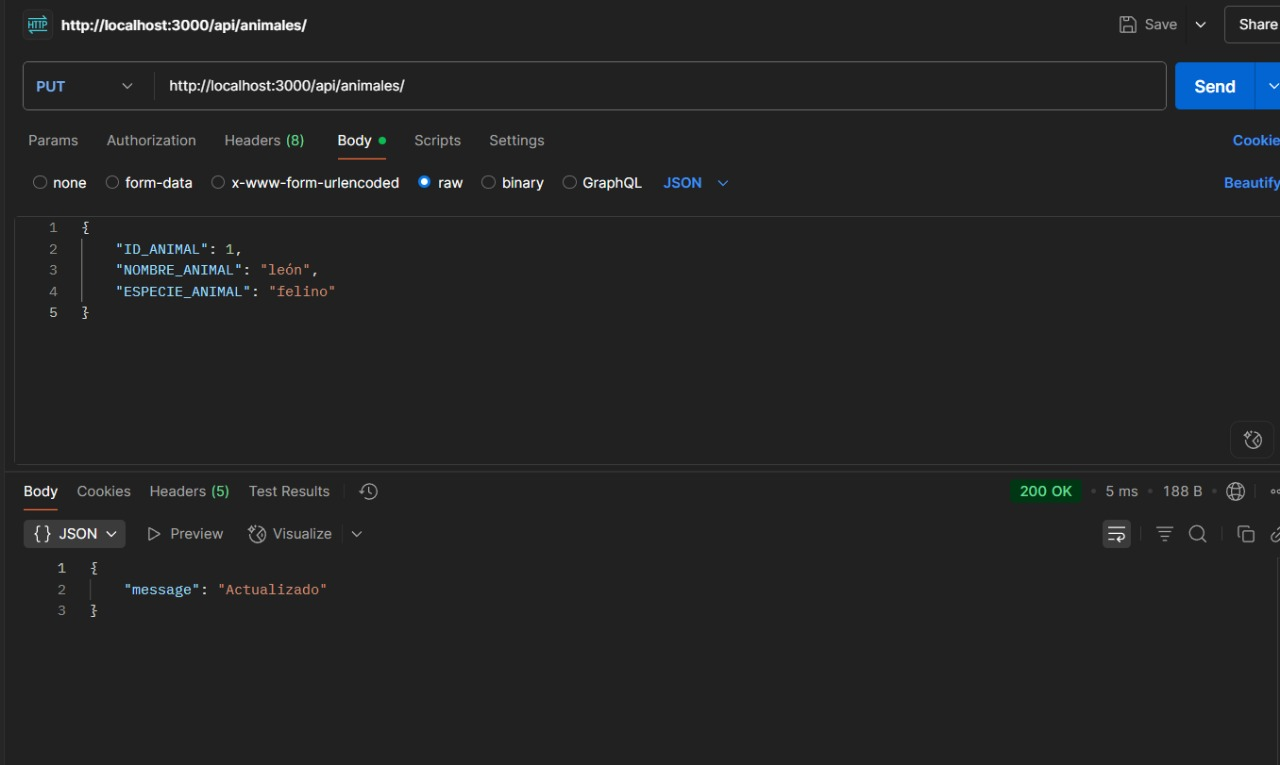 HTTP http://localhost:3000/api/animales/ Save Share
PUT http://localhost:3000/api/animales/ Send
Params Authorization Headers (8) Body Scripts Settings Cookie
none form-data x-www-form-urlencoded raw binary GraphQL JSON Beautify
1 {
2 "ID_ANIMAL": 1,
3 "NOMBRE_ANIMAL": "león",
4 "ESPECIE_ANIMAL": "felino"
5 }
Body Cookies Headers (5) Test Results 200 OK • 5 ms • 188 B •
{} JSON Preview Visualize
1 {
2 "message": "Actualizado"
3 }